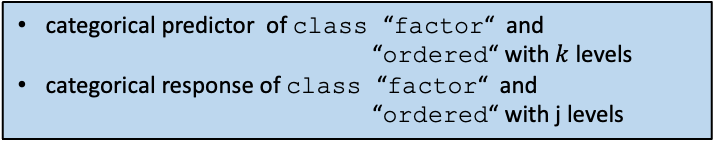 • categorical predictor of class “factor“ and
“ordered“ with k levels
• categorical response of class “factor“ and
“ordered“ with j levels